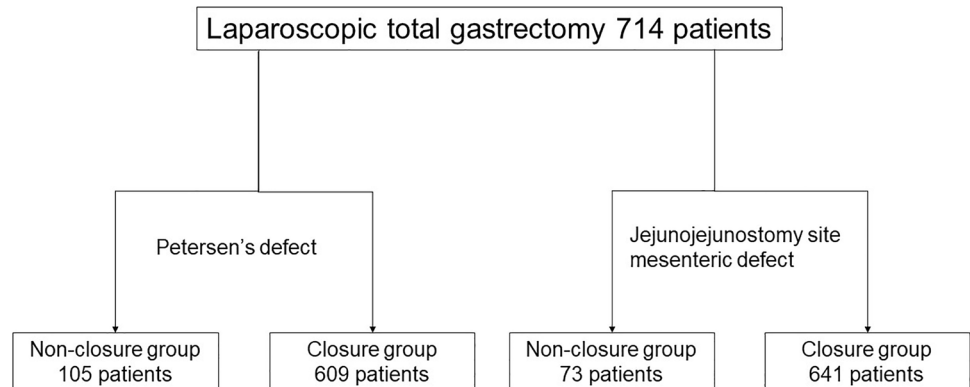 Laparoscopic total gastrectomy 714 patients
Petersen's defect
Jejunojejunostomy site
mesenteric defect
Non-closure group
105 patients
Closure group
609 patients
Non-closure group
73 patients
Closure group
641 patients